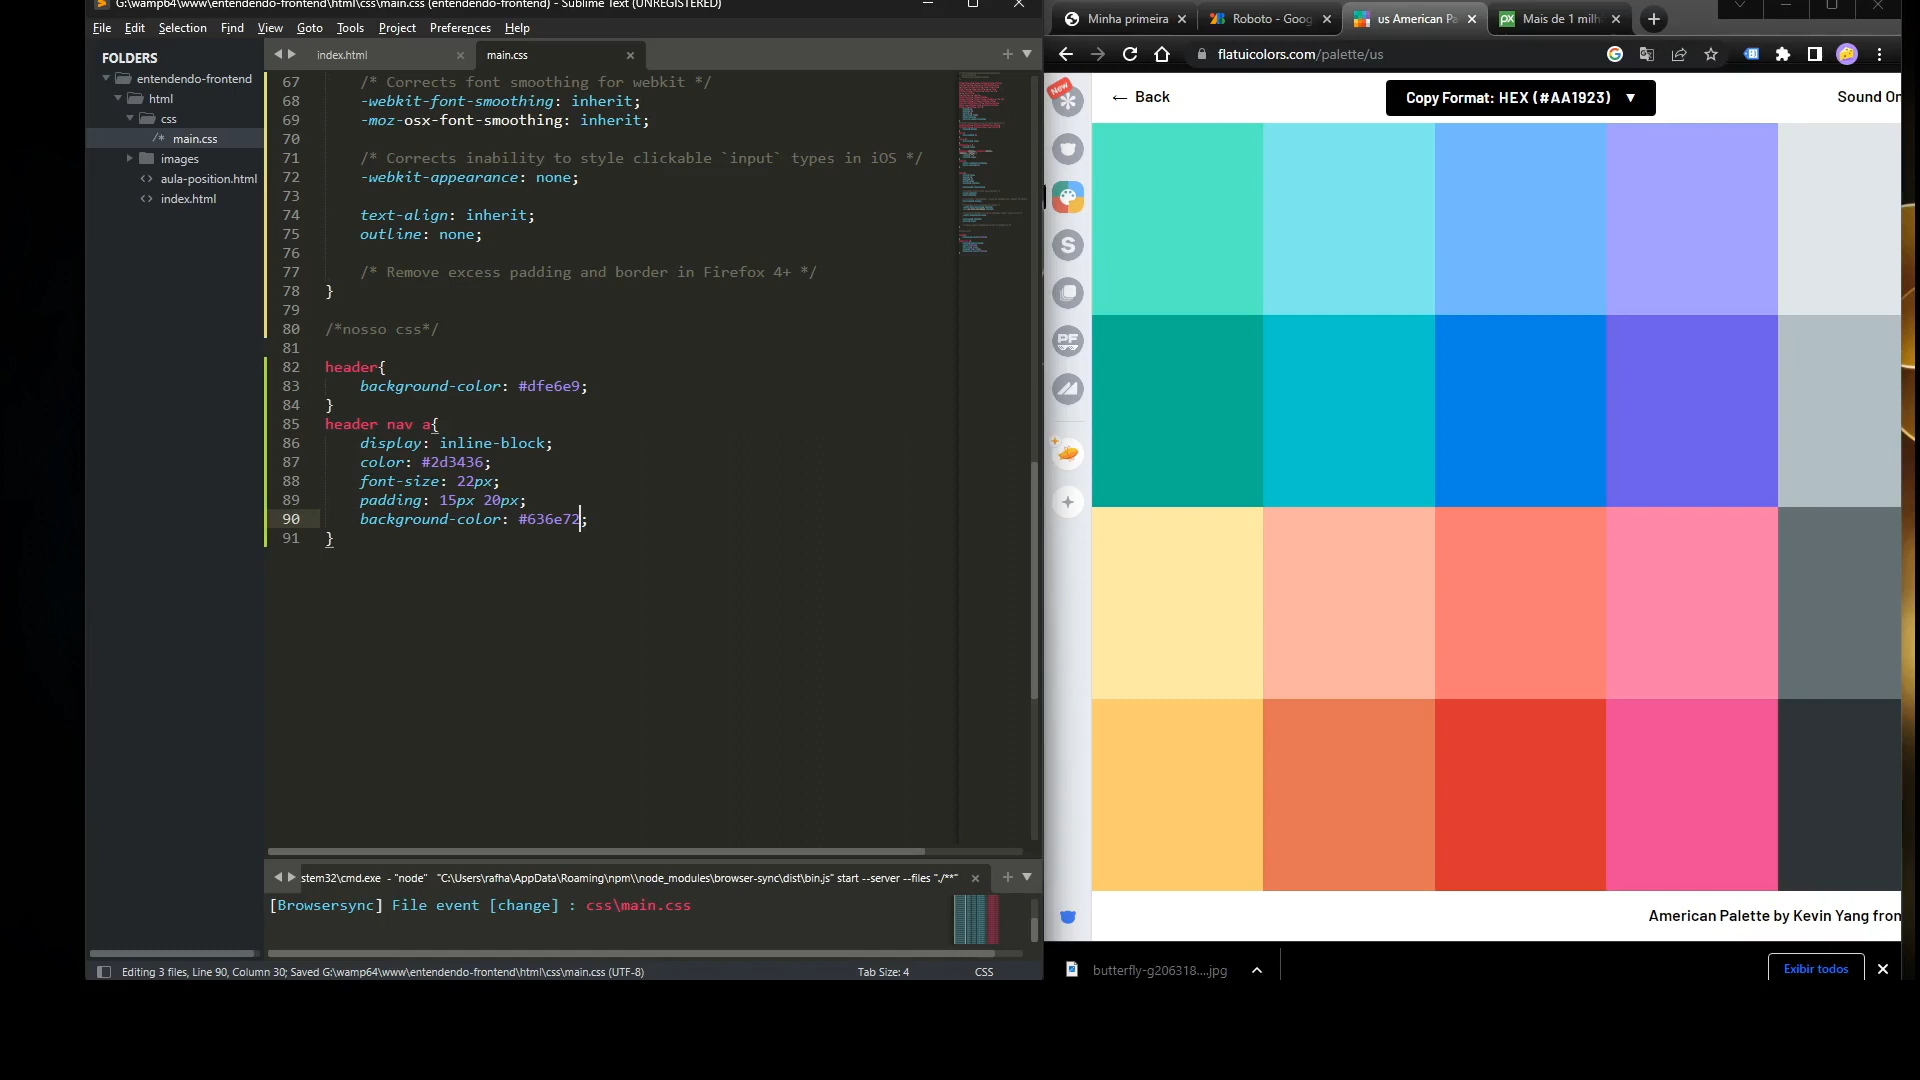 G:\wamp64\www\entendendo-frontend\html\css\main.css (entendendo-frontend) - Sublime Text (UNREGISTERED)
File Edit Selection Find View Goto Tools Project Preferences Help
FOLDERS
entendendo-frontend
html
css
/* main.css
images
<> aula-position.html
<> index.html
index.html
main.css
67 /* Corrects font smoothing for webkit */
68 -webkit-font-smoothing: inherit;
69 -moz-osx-font-smoothing: inherit;
70
71 /* Corrects inability to style clickable `input` types in iOS */
72 -webkit-appearance: none;
73
74 text-align: inherit;
75 outline: none;
76
77 /* Remove excess padding and border in Firefox 4+ */
78 }
79
80 /*nosso css*/
81
82 header{
83 background-color: #dfe6e9;
84 }
85 header nav a{
86 display: inline-block;
87 color: #2d3436;
88 font-size: 22px;
89 padding: 15px 20px;
90 background-color: #636e72;
91 }
stem32\cmd.exe - "node" "C:\Users\rafha\AppData\Roaming\npm\\node_modules\browser-sync\dist\bin.js" start --server --files "./**"
[Browsersync] File event [change] : css\main.css
Editing 3 files, Line 90, Column 30; Saved G:\wamp64\www\entendendo-frontend\html\css\main.css (UTF-8)
Tab Size: 4
CSS
Minha primeira
Roboto - Goog
us American Pa
Mais de 1 milh
flatuicolors.com/palette/us
New
← Back
Copy Format: HEX (#AA1923) ▼
Sound On
S
PF
American Palette by Kevin Yang fron
butterfly-g206318....jpg
Exibir todos